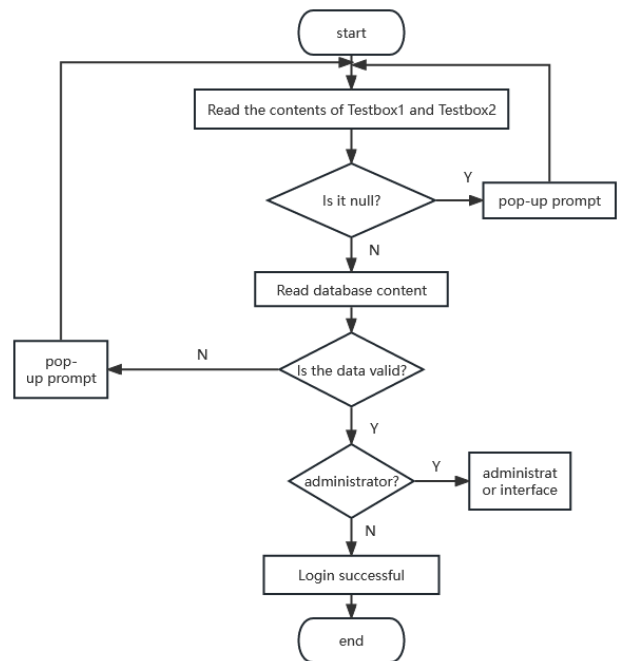 start
Read the contents of Testbox1 and Testbox2
Is it null?
Y
pop-up prompt
N
Read database content
Is the data valid?
N
pop-
up prompt
Y
administrator?
Y
administrat
or interface
N
Login successful
end